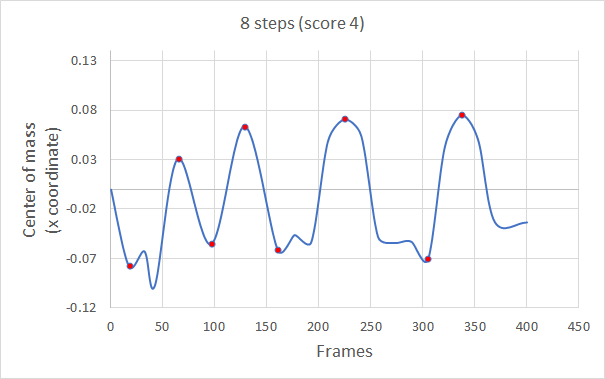 8 steps (score 4)
0.13
0.08
0.03
-0.02
-0.07
-0.12
Center of mass
(x coordinate)
0 50 100 150 200 250 300 350 400 450
Frames